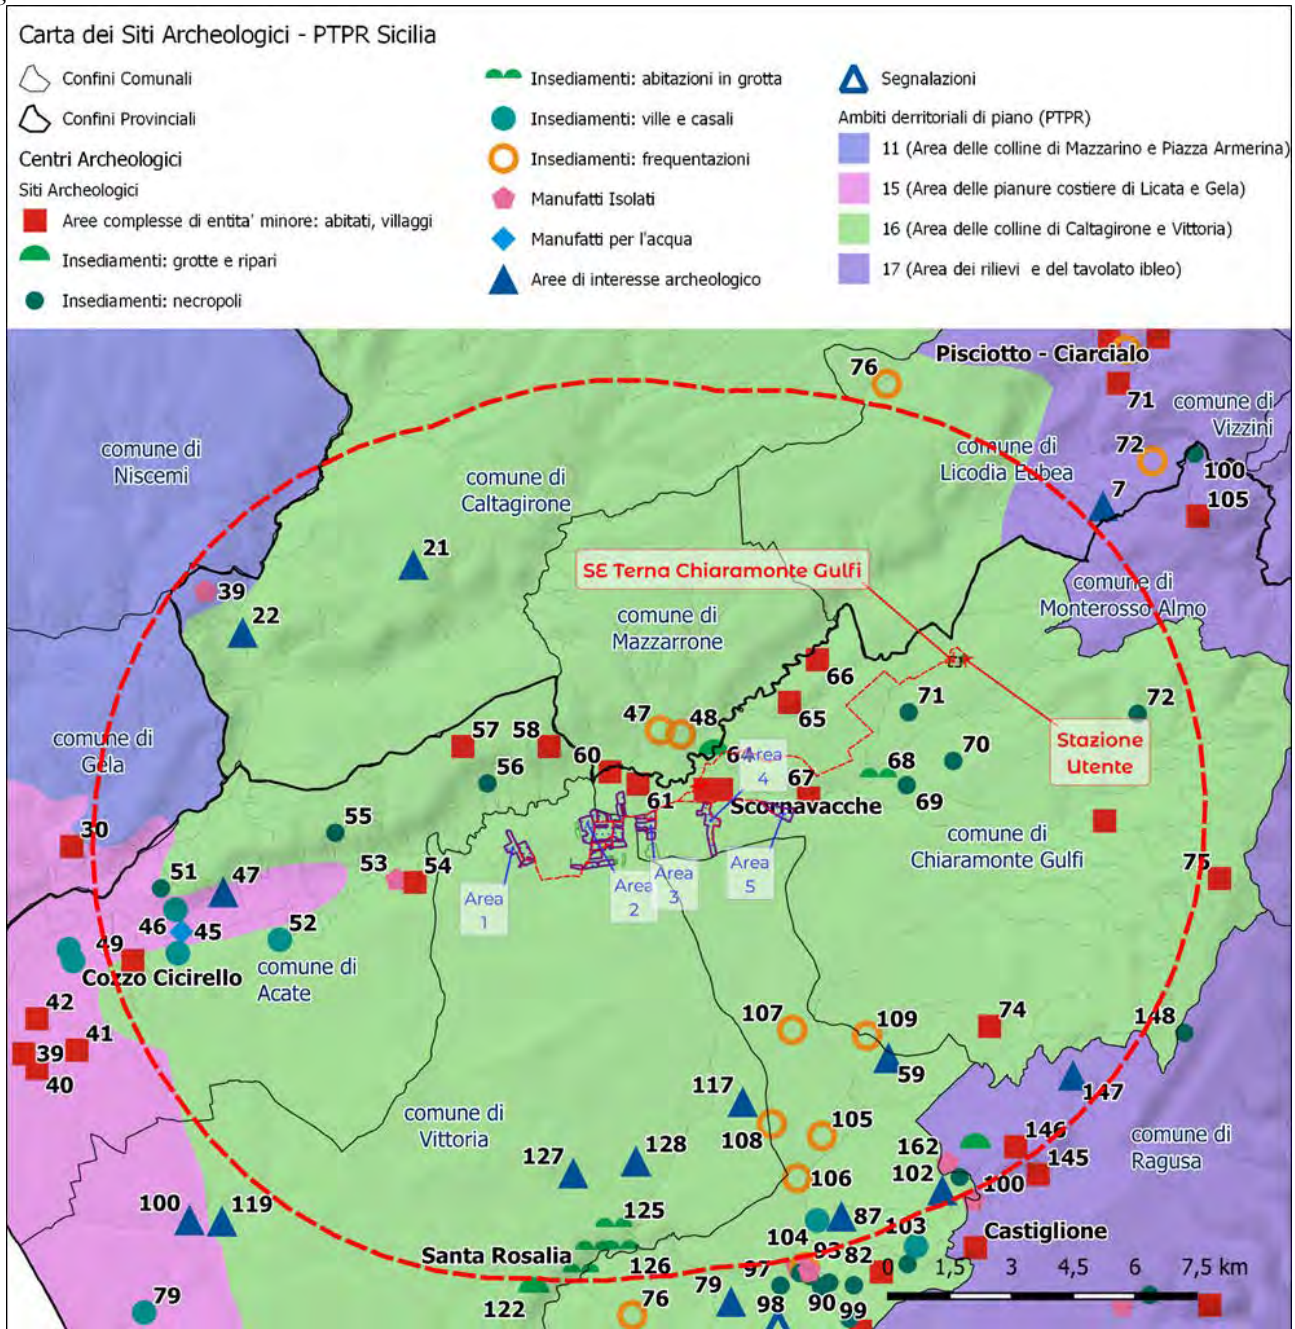 Carta dei Siti Archeologici - PTPR Sicilia
Confini Comunali
Confini Provinciali
Centri Archeologici
Siti Archeologici
Aree complesse di entita' minore: abitati, villaggi
Insediamenti: grotte e ripari
Insediamenti: necropoli
Insediamenti: abitazioni in grotta
Insediamenti: ville e casali
Insediamenti: frequentazioni
Manufatti Isolati
Manufatti per l'acqua
Aree di interesse archeologico
Segnalazioni
Ambiti derritoriali di piano (PTPR)
11 (Area delle colline di Mazzarino e Piazza Armerina)
15 (Area delle pianure costiere di Licata e Gela)
16 (Area delle colline di Caltagirone e Vittoria)
17 (Area dei rilievi e del tavolato ibleo)
Pisciotto - Ciarcialo
76
71
comune di
Vizzini
comune di
Niscemi
comune di
Licodia Eubea
72
100
7
105
comune di
Caltagirone
21
SE Terna Chiaramonte Gulfi
39
22
comune di
Monterosso Almo
comune di
Mazzarrone
66
65
71
72
47
48
57
58
60
64
Area
4
68
70
Stazione
Utente
comune di
Gela
56
61
67
69
Scornavacche
55
30
53
54
comune di
Chiaramonte Gulfi
75
51
47
Area
1
Area
2
Area
3
Area
5
46
45
52
49
Cozzo Cicirello
comune di
Acate
42
41
39
40
107
109
74
148
59
117
147
comune di
Vittoria
108
105
146
comune di
Ragusa
127
128
162
145
106
102
100
100
119
125
87
104
103
Castiglione
Santa Rosalia
126
93
82
97
79
122
76
98
90
99
79
0
1,5
3
4,5
6
7,5 km